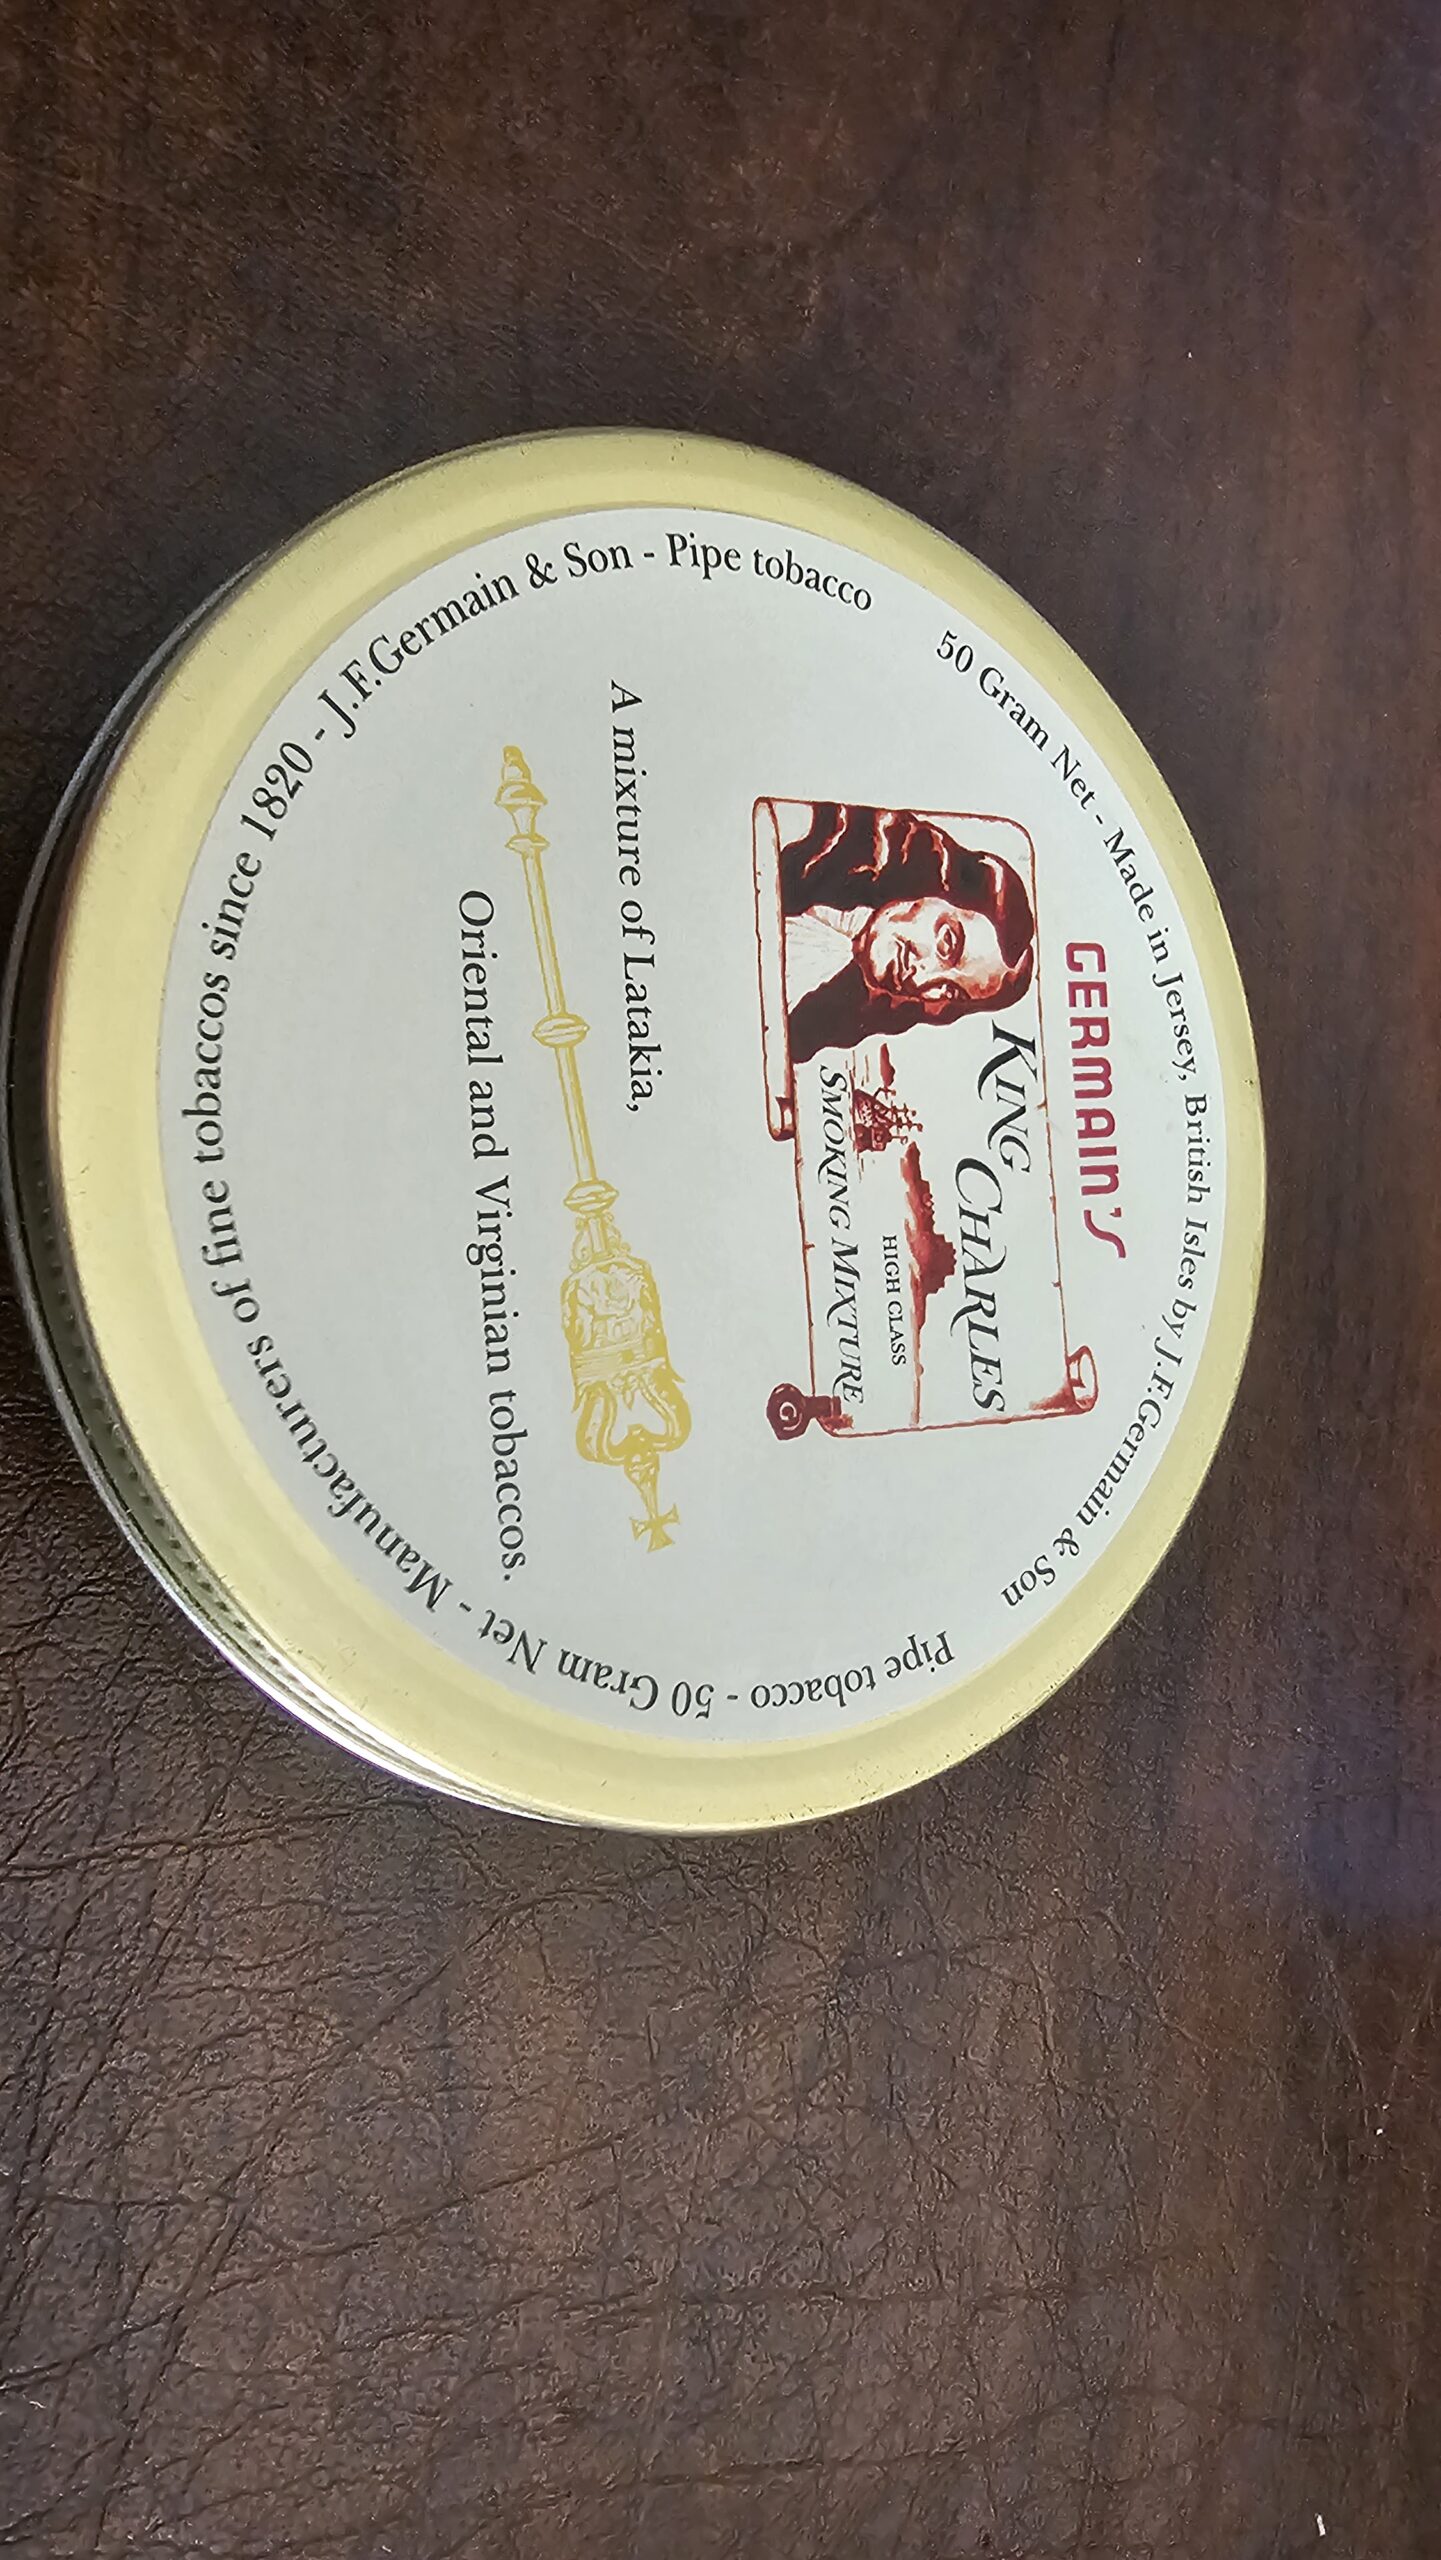 50 Gram Net - Made in Jersey, British Isles by J.F.Germain & Son
GERMAIN'S
KING CHARLES
HIGH CLASS
SMOKING MIXTURE
G
A mixture of Latakia,
Oriental and Virginian tobaccos.
Pipe tobacco - 50 Gram Net - Manufacturers of fine tobaccos since 1820 - J.F.Germain & Son - Pipe tobacco